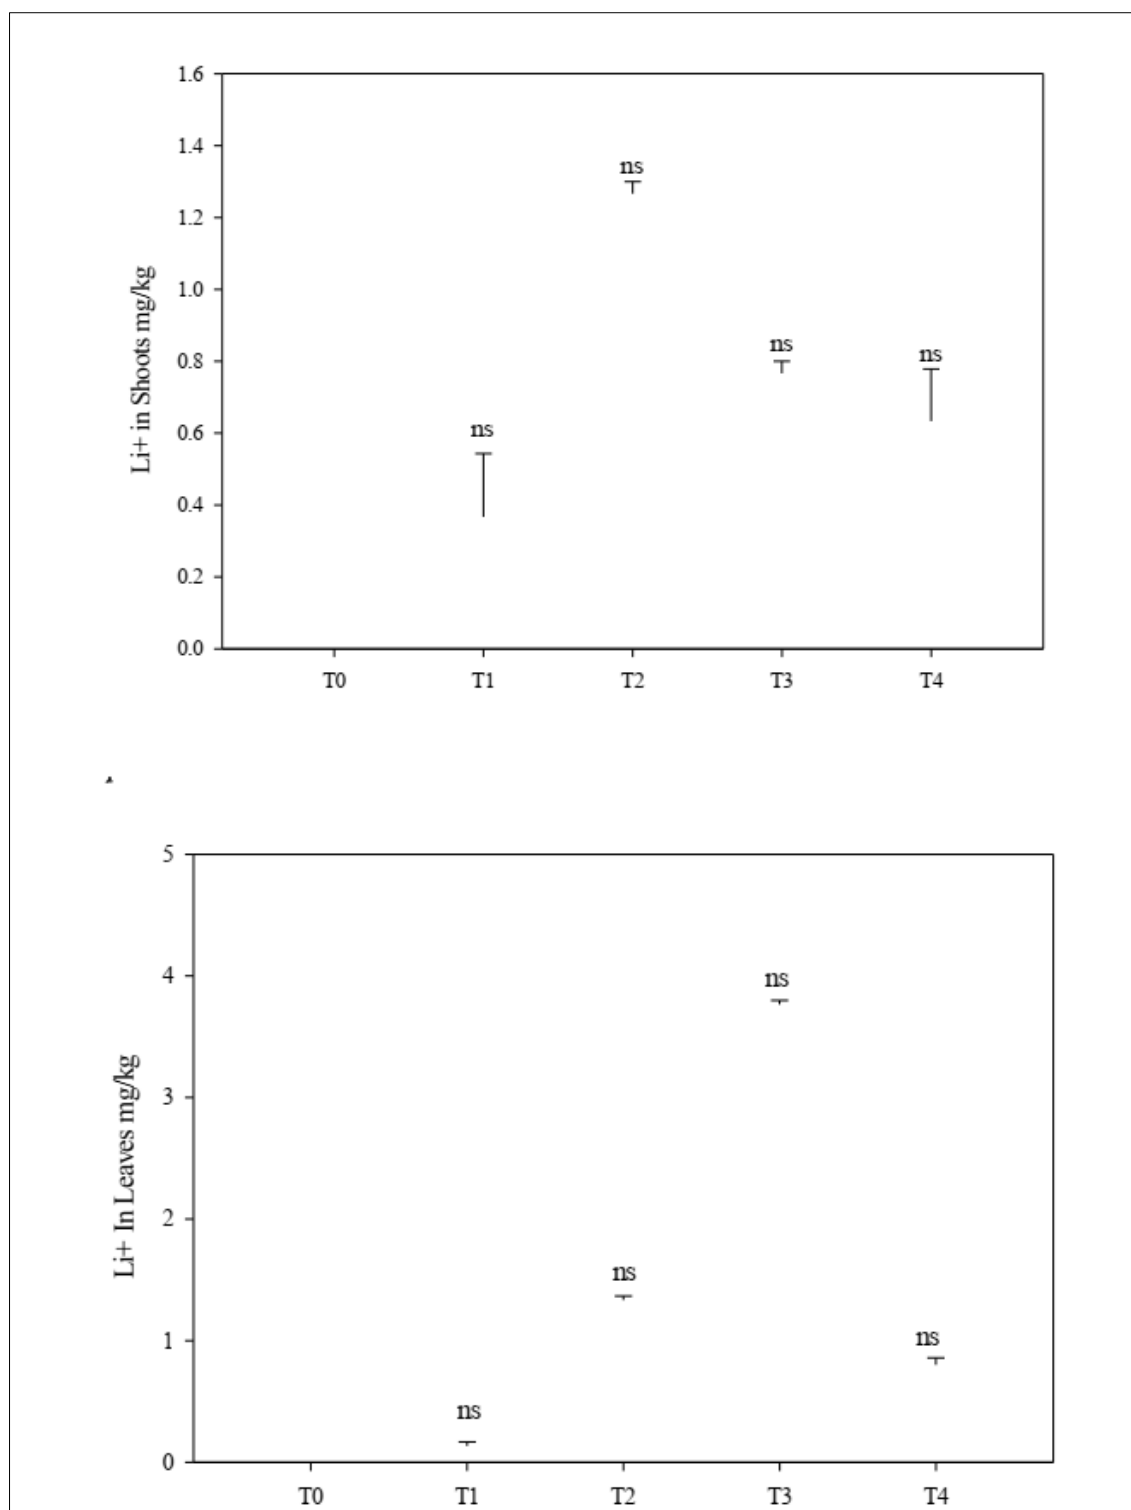 1.6
1.4
1.2
1.0
0.8
0.6
0.4
0.2
0.0
Li+ in Shoots mg/kg
ns
ns
ns
ns
T0 T1 T2 T3 T4
5
4
3
2
1
0
Li+ In Leaves mg/kg
ns
ns
ns
ns
T0 T1 T2 T3 T4